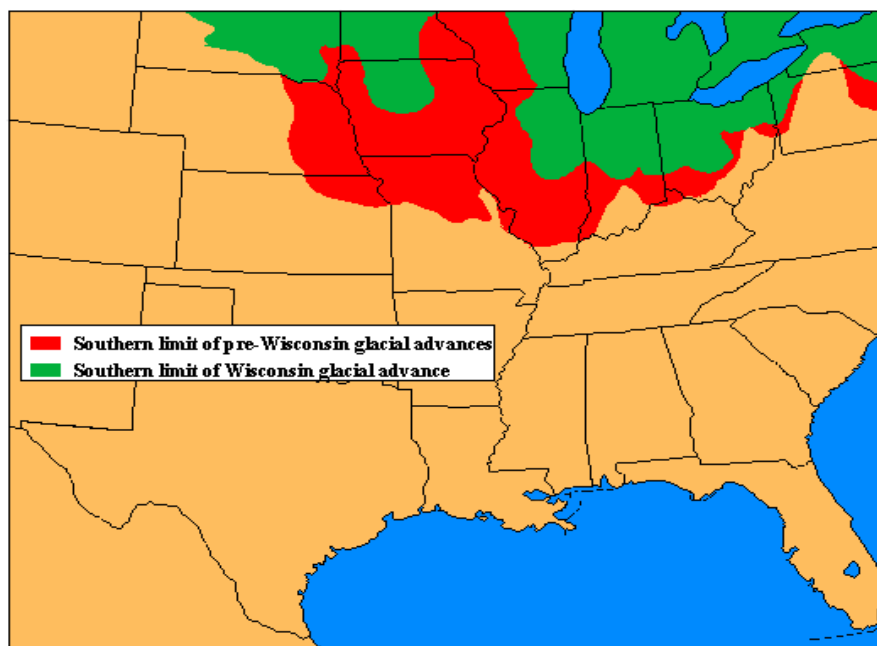 Southern limit of pre-Wisconsin glacial advances
Southern limit of Wisconsin glacial advance